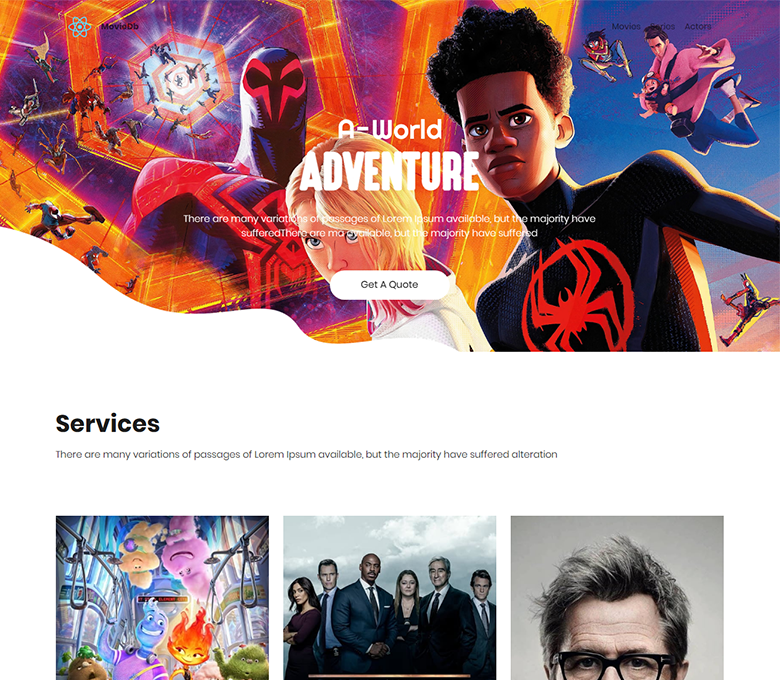 MovieDb
Movies Series Actors
A-World
ADVENTURE
There are many variations of passages of Lorem Ipsum available, but the majority have
sufferedThere are ma available, but the majority have suffered
Get A Quote
Services
There are many variations of passages of Lorem Ipsum available, but the majority have suffered alteration